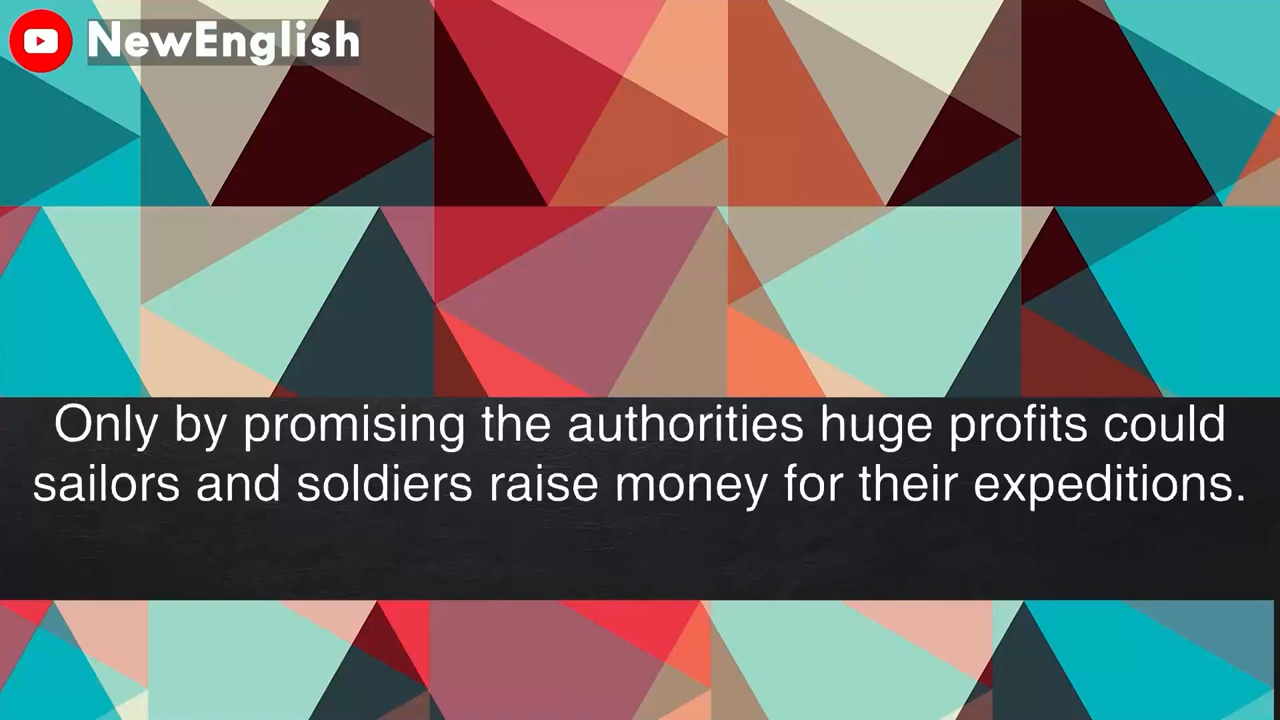 NewEnglish
Only by promising the authorities huge profits could
sailors and soldiers raise money for their expeditions.